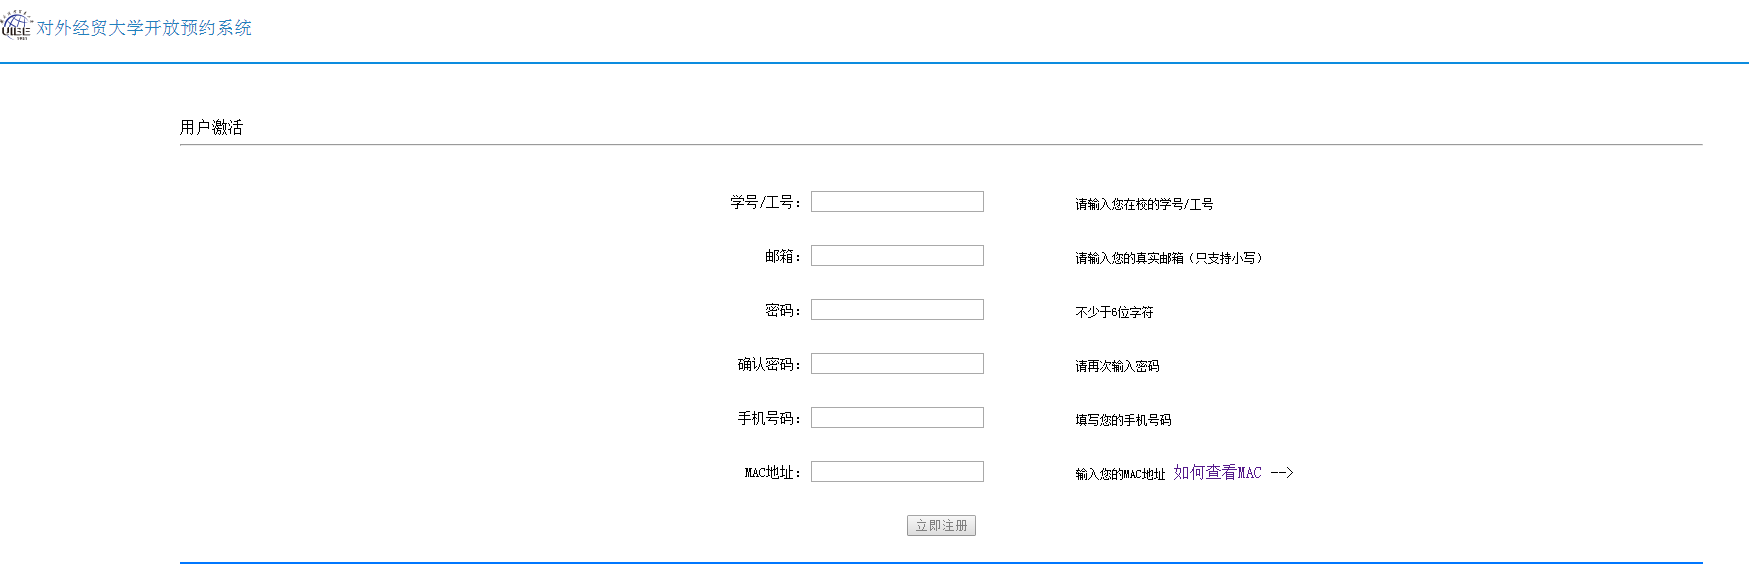 UIBE 对外经贸大学开放预约系统
用户激活
学号/工号： 请输入您在校的学号/工号
邮箱： 请输入您的真实邮箱（只支持小写）
密码： 不少于6位字符
确认密码： 请再次输入密码
手机号码： 填写您的手机号码
MAC地址： 输入您的MAC地址 如何查看MAC -->
立即注册